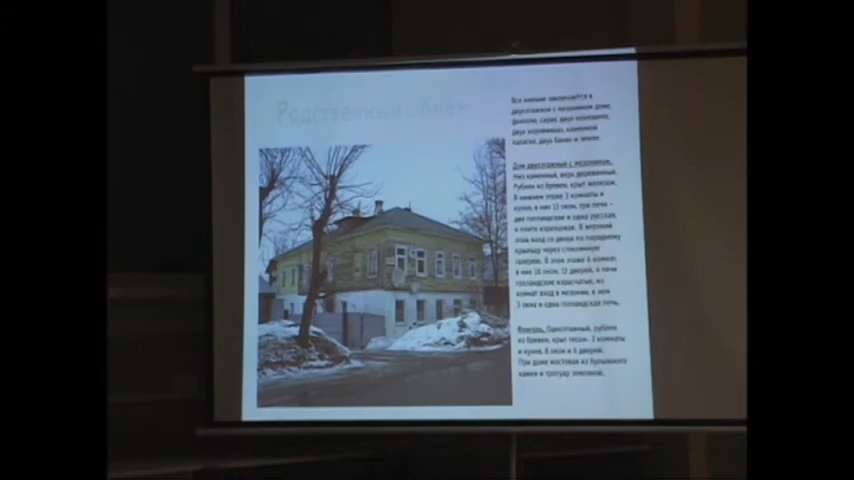 Родственный обмен
Все имение заключается в
двухэтажном с мезонином доме,
флигеле, сарае, двух конюшнях,
двух коровниках, каменной
палатке, двух банях и земле.
Дом двухэтажный с мезонином.
Низ каменный, верх деревянный.
Рублен из бревен, крыт железом.
В нижнем этаже 3 комнаты и
кухня, в них 13 окон, три печи –
две голландские и одна русская,
и плита изразцовая. В верхний
этаж вход со двора по парадному
крыльцу через стеклянную
галерею. В этом этаже 6 комнат,
в них 16 окон, 12 дверей, 4 печи
голландские изразчатые, из
комнат вход в мезонин, в нем
3 окна и одна голландская печь.
Флигель. Одноэтажный, рублен
из бревен, крыт тесом. 3 комнаты
и кухня, 8 окон и 6 дверей.
При доме мостовая из булыжного
камня и тротуар